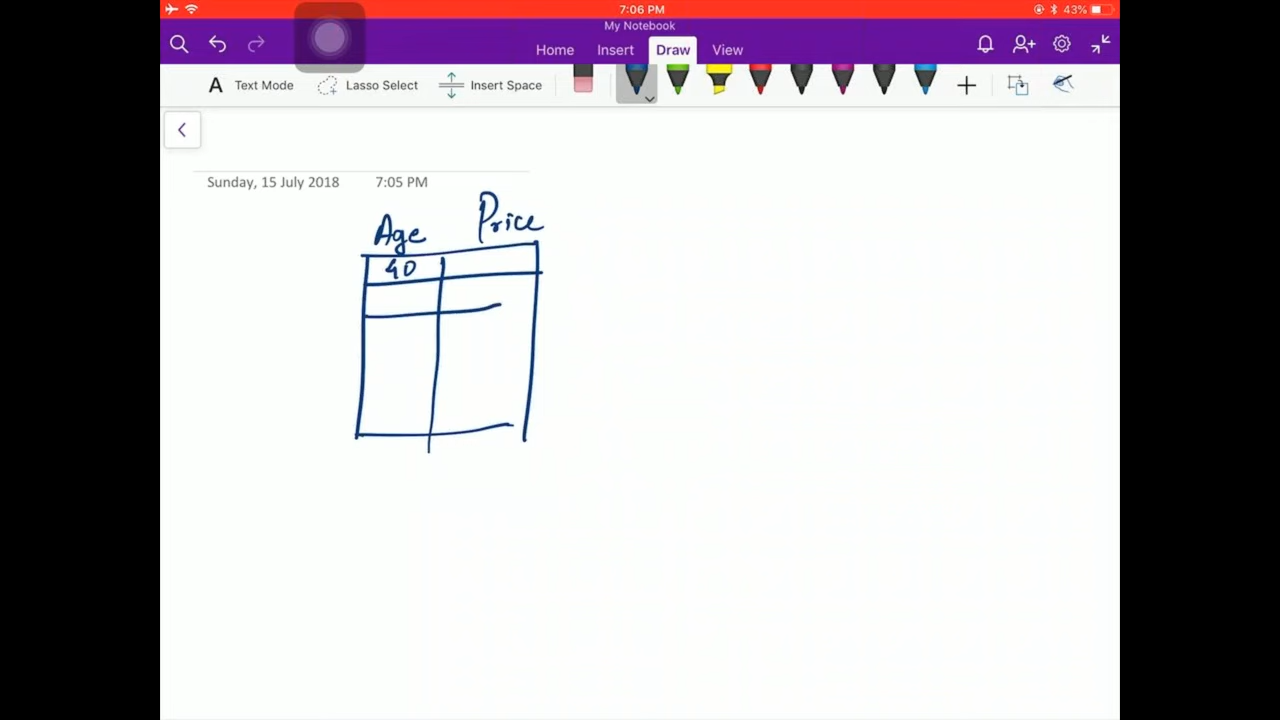 7:06 PM
43%
My Notebook
Home Insert Draw View
A Text Mode Lasso Select Insert Space
Sunday, 15 July 2018 7:05 PM
Age Price
40